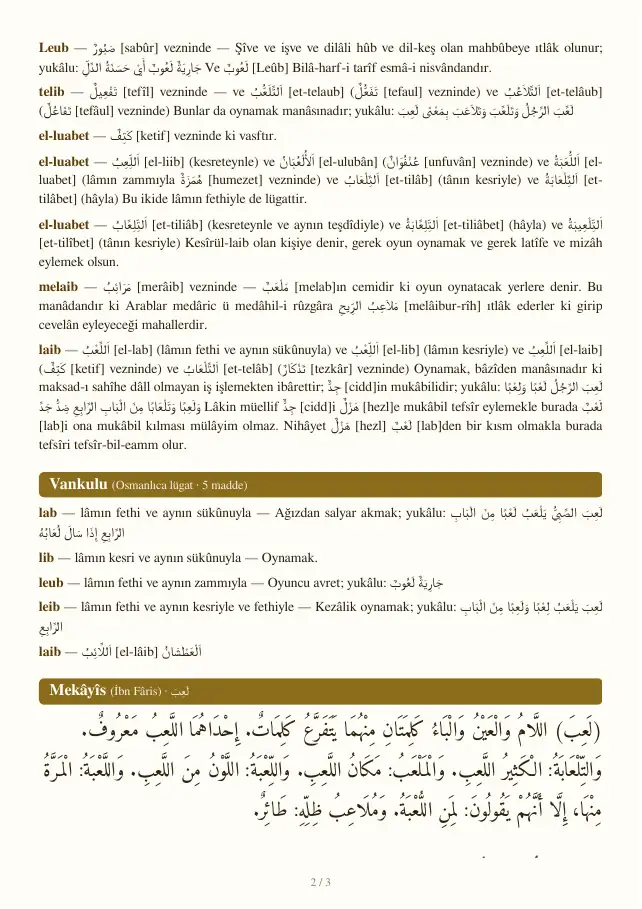 Leub — صَبُورٌ [sabûr] vezninde — Şîve ve işve ve dilâli hûb ve dil-keş olan mahbûbeye ıtlâk olunur;
yukâlu: جَارِيَةٌ لَعُوبٌ أَيْ حَسَنَةُ الدَّلِّ Ve لَعُوبُ [Leûb] Bilâ-harf-i tarîf esmâ-i nisvândandır.
telib — تَفْعِيلٌ [tefîl] vezninde — ve اَلتَّلَعُّبُ [et-telaub] (تَفَعُّلٌ [tefaul] vezninde) ve اَلتَّلَاعُبُ [et-telâub]
(تَفَاعُلٌ [tefâul] vezninde) Bunlar da oynamak manâsınadır; yukâlu: لَعَّبَ الرَّجُلُ وَتَلَعَّبَ وَتَلَاعَبَ بِمَعْنَى لَعِبَ
el-luabet — كَتِفٌ [ketif] vezninde ki vasftır.
el-luabet — اَللِّعِبُ [el-liib] (kesreteynle) ve اَلْأُلْعُبَانُ [el-ulubân] (عُنْفُوَانٌ [unfuvân] vezninde) ve اَللُّعَبَةُ [el-
luabet] (lâmın zammıyla هُمَزَةٌ [humezet] vezninde) ve اَلتِّلْعَابُ [et-tilâb] (tânın kesriyle) ve اَلتِّلْعَابَةُ [et-
tilâbet] (hâyla) Bu ikide lâmın fethiyle de lügattir.
el-luabet — اَلتِّلِعَّابُ [et-tiliâb] (kesreteynle ve aynın teşdîdiyle) ve اَلتِّلِعَّابَةُ [et-tiliâbet] (hâyla) ve اَلتِّلْعِيبَةُ
[et-tilîbet] (tânın kesriyle) Kesîrül-laib olan kişiye denir, gerek oyun oynamak ve gerek latîfe ve mizâh
eylemek olsun.
melaib — مَرَائِبُ [merâib] vezninde — مَلْعَبٌ [melab]ın cemidir ki oyun oynatacak yerlere denir. Bu
manâdandır ki Arablar medâric ü medâhil-i rûzgâra مَلَاعِبُ الرِّيحِ [melâibur-rîh] ıtlâk ederler ki girip
cevelân eyleyeceği mahallerdir.
laib — اَللَّعْبُ [el-lab] (lâmın fethi ve aynın sükûnuyla) ve اَللِّعْبُ [el-lib] (lâmın kesriyle) ve اَللَّعِبُ [el-laib]
(كَتِفٌ [ketif] vezninde) ve اَلتَّلْعَابُ [et-telâb] (تَذْكَارٌ [tezkâr] vezninde) Oynamak, bâzîden manâsınadır ki
maksad-ı sahîhe dâll olmayan iş işlemekten ibârettir; جِدٌّ [cidd]in mukâbilidir; yukâlu: لَعِبَ الرَّجُلُ لَعْبًا وَلِعْبًا
وَلَعِبًا وَتَلْعَابًا مِنَ الْبَابِ الرَّابِعِ ضِدُّ جَدَّ Lâkin müellif جِدٌّ [cidd]i هَزْلٌ [hezl]e mukâbil tefsîr eylemekle burada لَعْبٌ
[lab]i ona mukâbil kılması mülâyim olmaz. Nihâyet هَزْلٌ [hezl] لَعْبٌ [lab]den bir kısm olmakla burada
tefsîri tefsîr-bil-eamm olur.
Vankulu (Osmanlıca lügat · 5 madde)
lab — lâmın fethi ve aynın sükûnuyla — Ağızdan salyar akmak; yukâlu: لَعِبَ الصَّبِيُّ يَلْعَبُ لَعْبًا مِنَ الْبَابِ
الرَّابِعِ إِذَا سَالَ لُعَابُهُ
lib — lâmın kesri ve aynın sükûnuyla — Oynamak.
leub — lâmın fethi ve aynın zammıyla — Oyuncu avret; yukâlu: جَارِيَةٌ لَعُوبٌ
leib — lâmın fethi ve aynın kesriyle ve fethiyle — Kezâlik oynamak; yukâlu: لَعِبَ يَلْعَبُ لِعْبًا وَلَعِبًا مِنَ الْبَابِ
الرَّابِعِ
laib — اَللَّائِبُ [el-lâib] اَلْعَطْشَانُ
Mekâyîs (İbn Fâris) · لَعِبَ
(لَعِبَ) اللَّامُ وَالْعَيْنُ وَالْبَاءُ كَلِمَتَانِ مِنْهُمَا يَتَفَرَّعُ كَلِمَاتٌ. إِحْدَاهُمَا اللَّعِبُ مَعْرُوفٌ.
وَالتِّلْعَابَةُ: الْكَثِيرُ اللَّعِبِ. وَالْمَلْعَبُ: مَكَانُ اللَّعِبِ. وَاللِّعْبَةُ: اللَّوْنُ مِنَ اللَّعِبِ. وَاللَّعْبَةُ: الْمَرَّةُ
مِنْهَا، إِلَّا أَنَّهُمْ يَقُولُونَ: لِمَنِ اللُّعْبَةُ. وَمُلَاعِبُ ظِلِّهِ: طَائِرٌ.
2 / 3